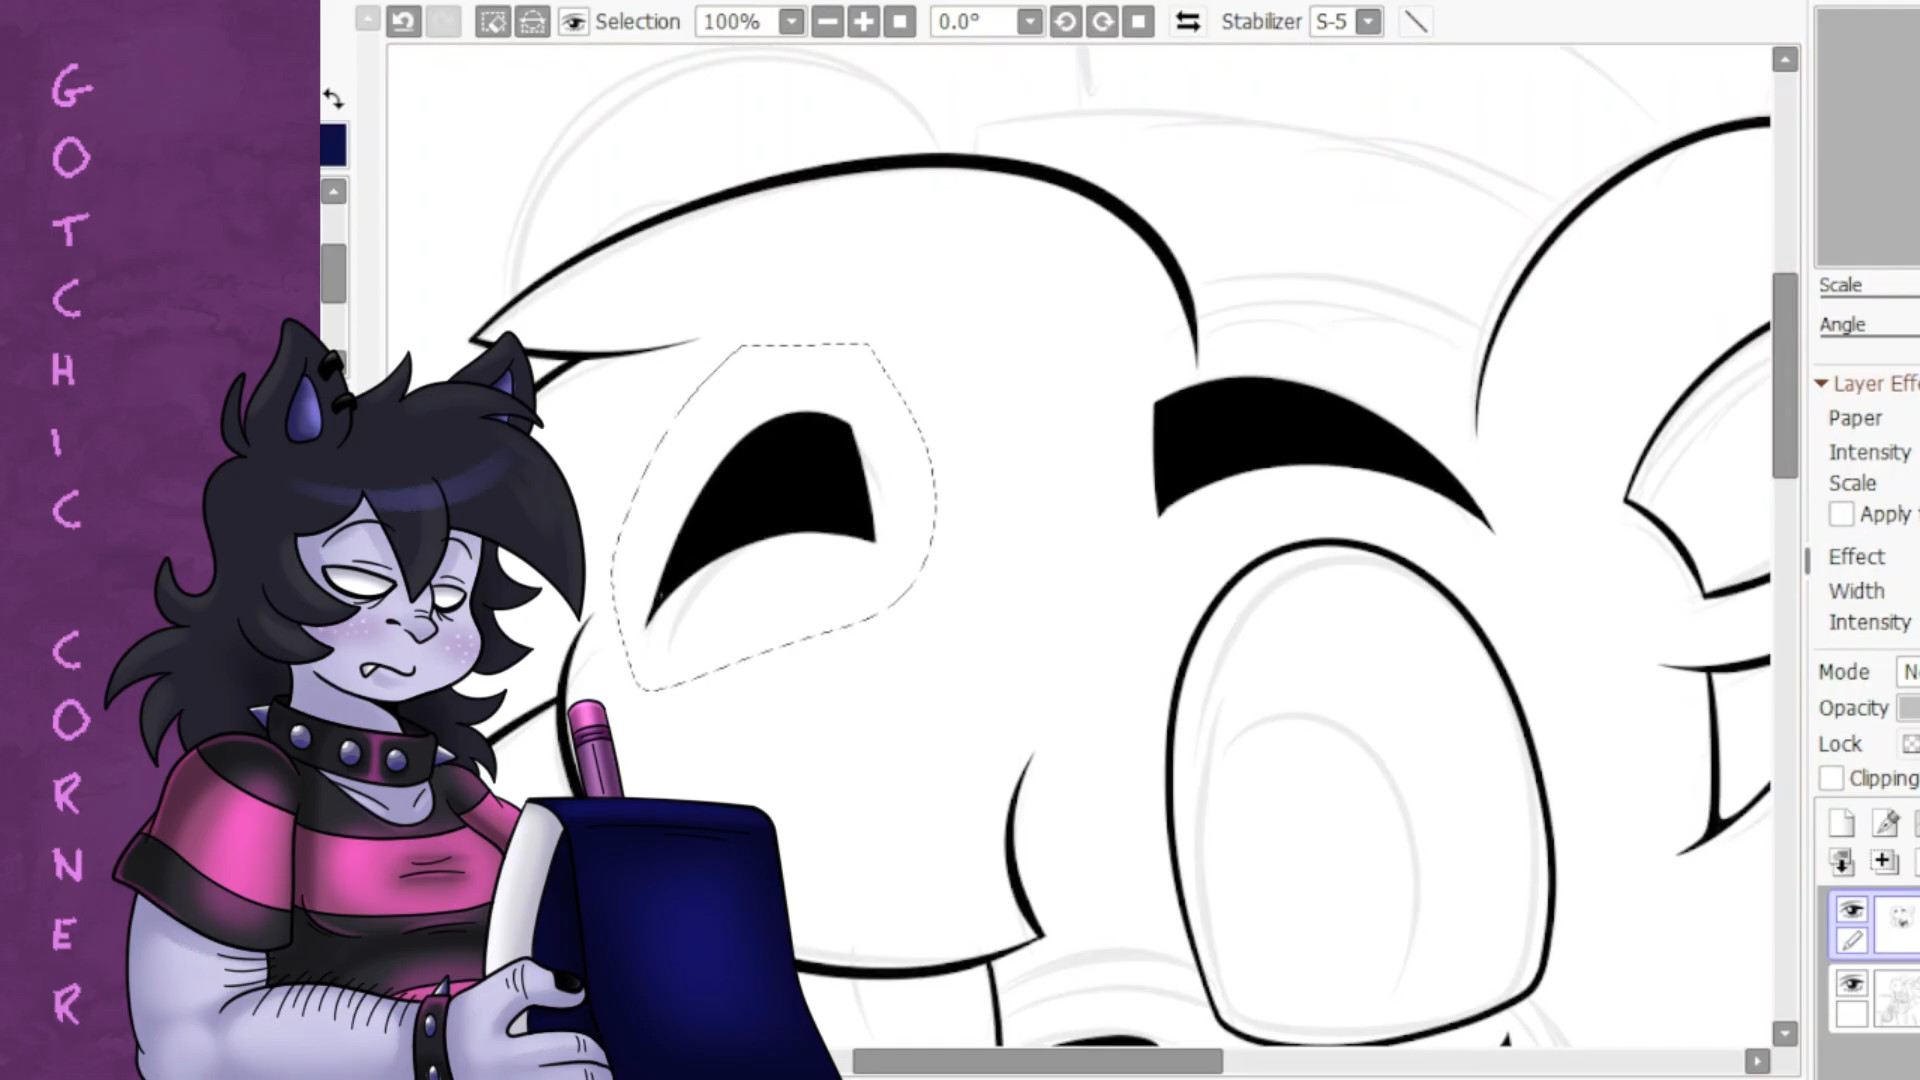 GOTCHIC CORNER
Selection 100% 0.0° Stabilizer S-5
Scale
Angle
Layer Eff
Paper
Intensity
Scale
Apply
Effect
Width
Intensity
Mode N
Opacity
Lock
Clipping